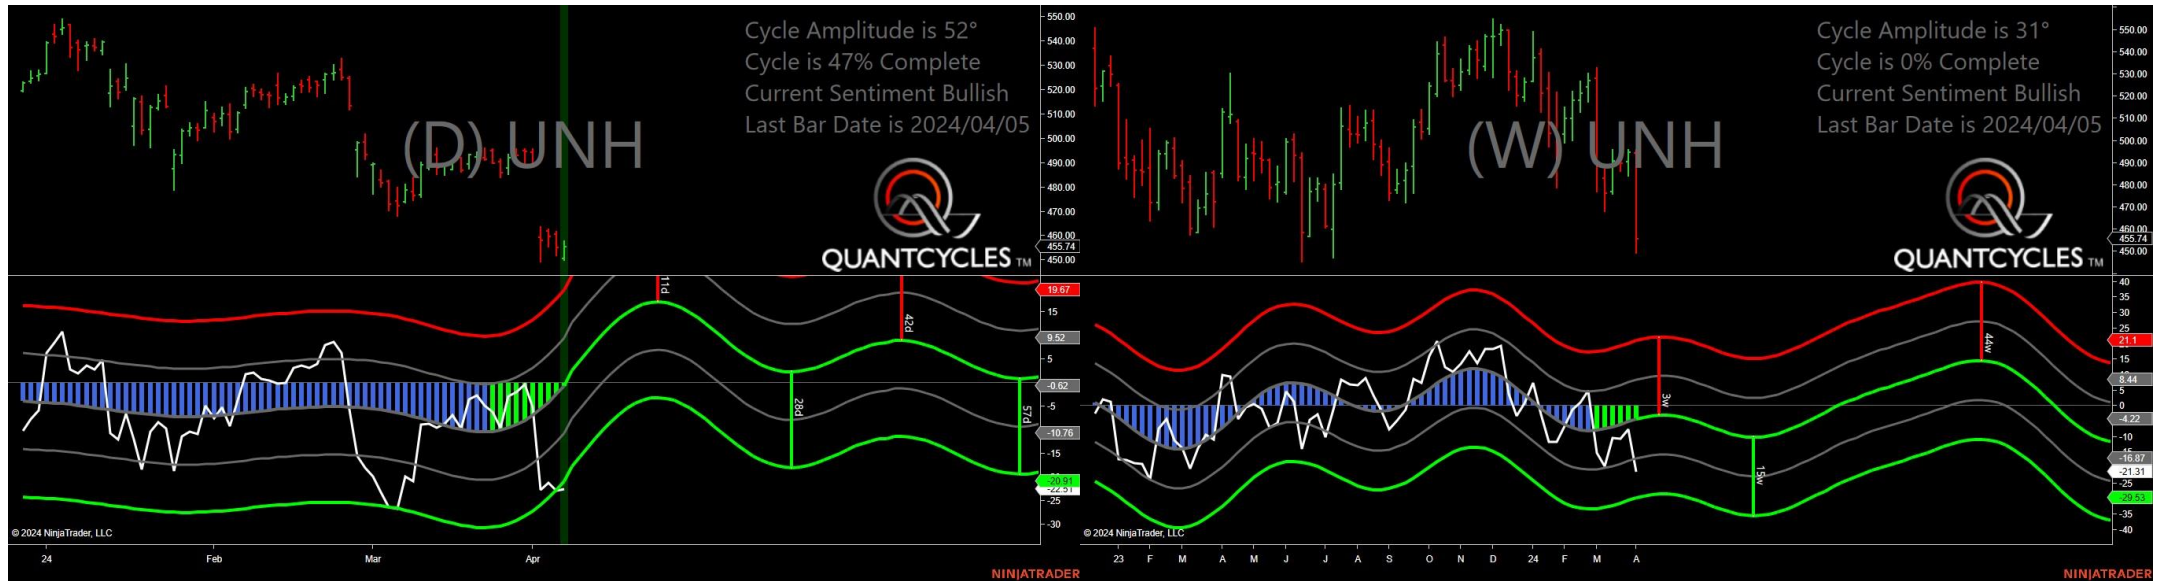 Cycle Amplitude is 52°
Cycle is 47% Complete
Current Sentiment Bullish
Last Bar Date is 2024/04/05
(D) UNH
QUANTCYCLES TM
550.00
540.00
530.00
520.00
510.00
500.00
490.00
480.00
470.00
460.00
455.74
450.00
11d
42d
28d
57d
19.67
15
9.52
5
-0.62
-5
-10.76
-15
-20.91
-22.51
-25
-30
© 2024 NinjaTrader, LLC
24
Feb
Mar
Apr
NINJATRADER
Cycle Amplitude is 31°
Cycle is 0% Complete
Current Sentiment Bullish
Last Bar Date is 2024/04/05
(W) UNH
QUANTCYCLES TM
550.00
540.00
530.00
520.00
510.00
500.00
490.00
480.00
470.00
460.00
455.74
450.00
3w
44w
15w
40
35
30
25
21.1
15
8.44
5
0
-4.22
-10
-16.87
-21.31
-25
-29.53
-35
-40
© 2024 NinjaTrader, LLC
23
F
M
A
M
J
J
A
S
O
N
D
24
F
M
A
NINJATRADER